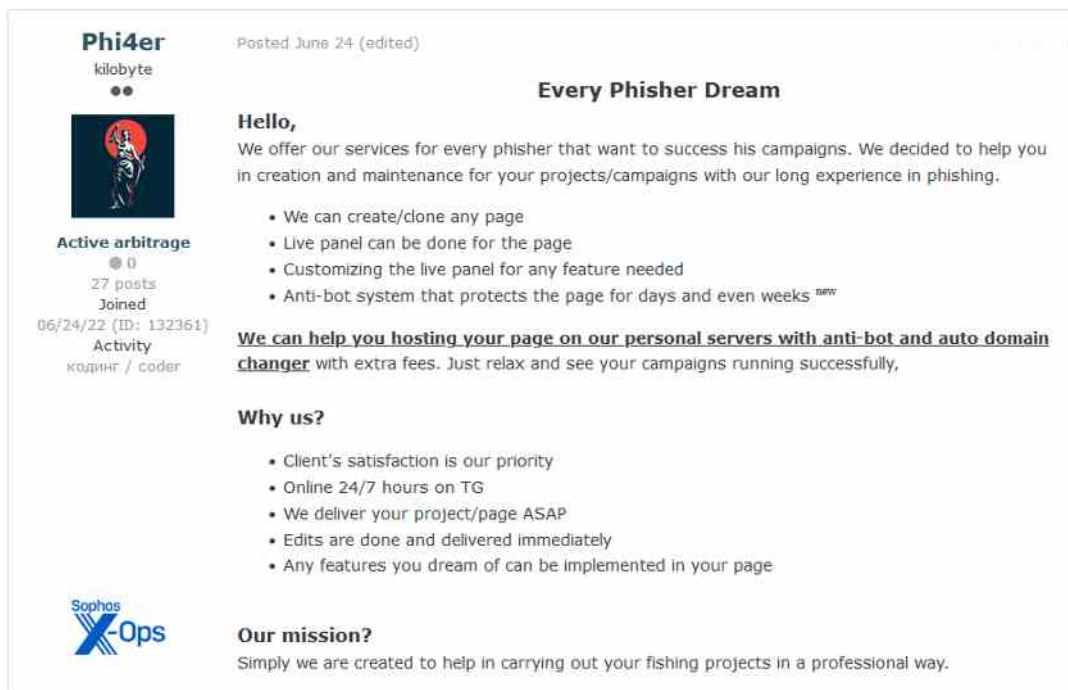 Phi4er
kilobyte
Active arbitrage
0
27 posts
Joined
06/24/22 (ID: 132361)
Activity
кодинг / coder
Sophos
X-Ops
Posted June 24 (edited)
Every Phisher Dream
Hello,
We offer our services for every phisher that want to success his campaigns. We decided to help you
in creation and maintenance for your projects/campaigns with our long experience in phishing.
• We can create/clone any page
• Live panel can be done for the page
• Customizing the live panel for any feature needed
• Anti-bot system that protects the page for days and even weeks new
We can help you hosting your page on our personal servers with anti-bot and auto domain
changer with extra fees. Just relax and see your campaigns running successfully,
Why us?
• Client's satisfaction is our priority
• Online 24/7 hours on TG
• We deliver your project/page ASAP
• Edits are done and delivered immediately
• Any features you dream of can be implemented in your page
Our mission?
Simply we are created to help in carrying out your fishing projects in a professional way.